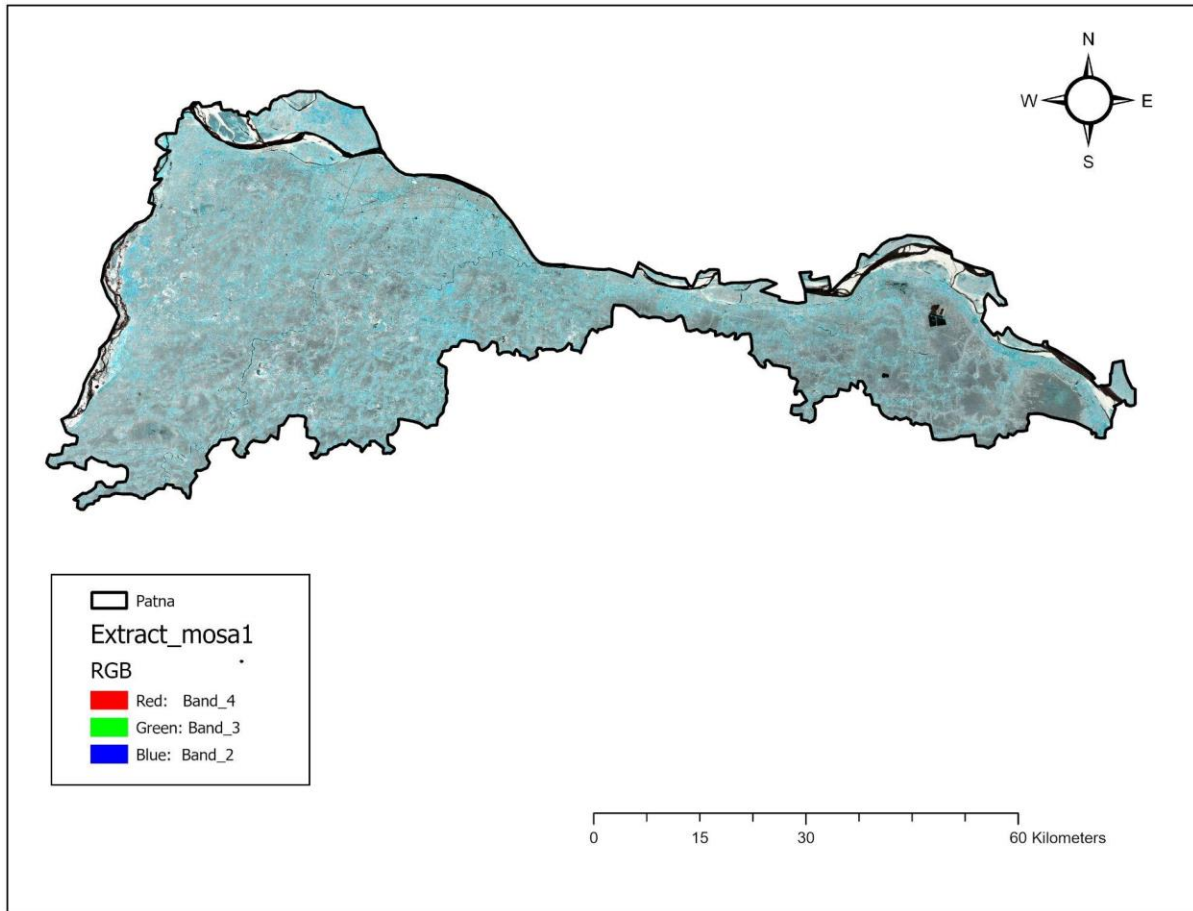 N
W E
S
Patna
Extract_mosa1
RGB
Red: Band_4
Green: Band_3
Blue: Band_2
0 15 30 60 Kilometers